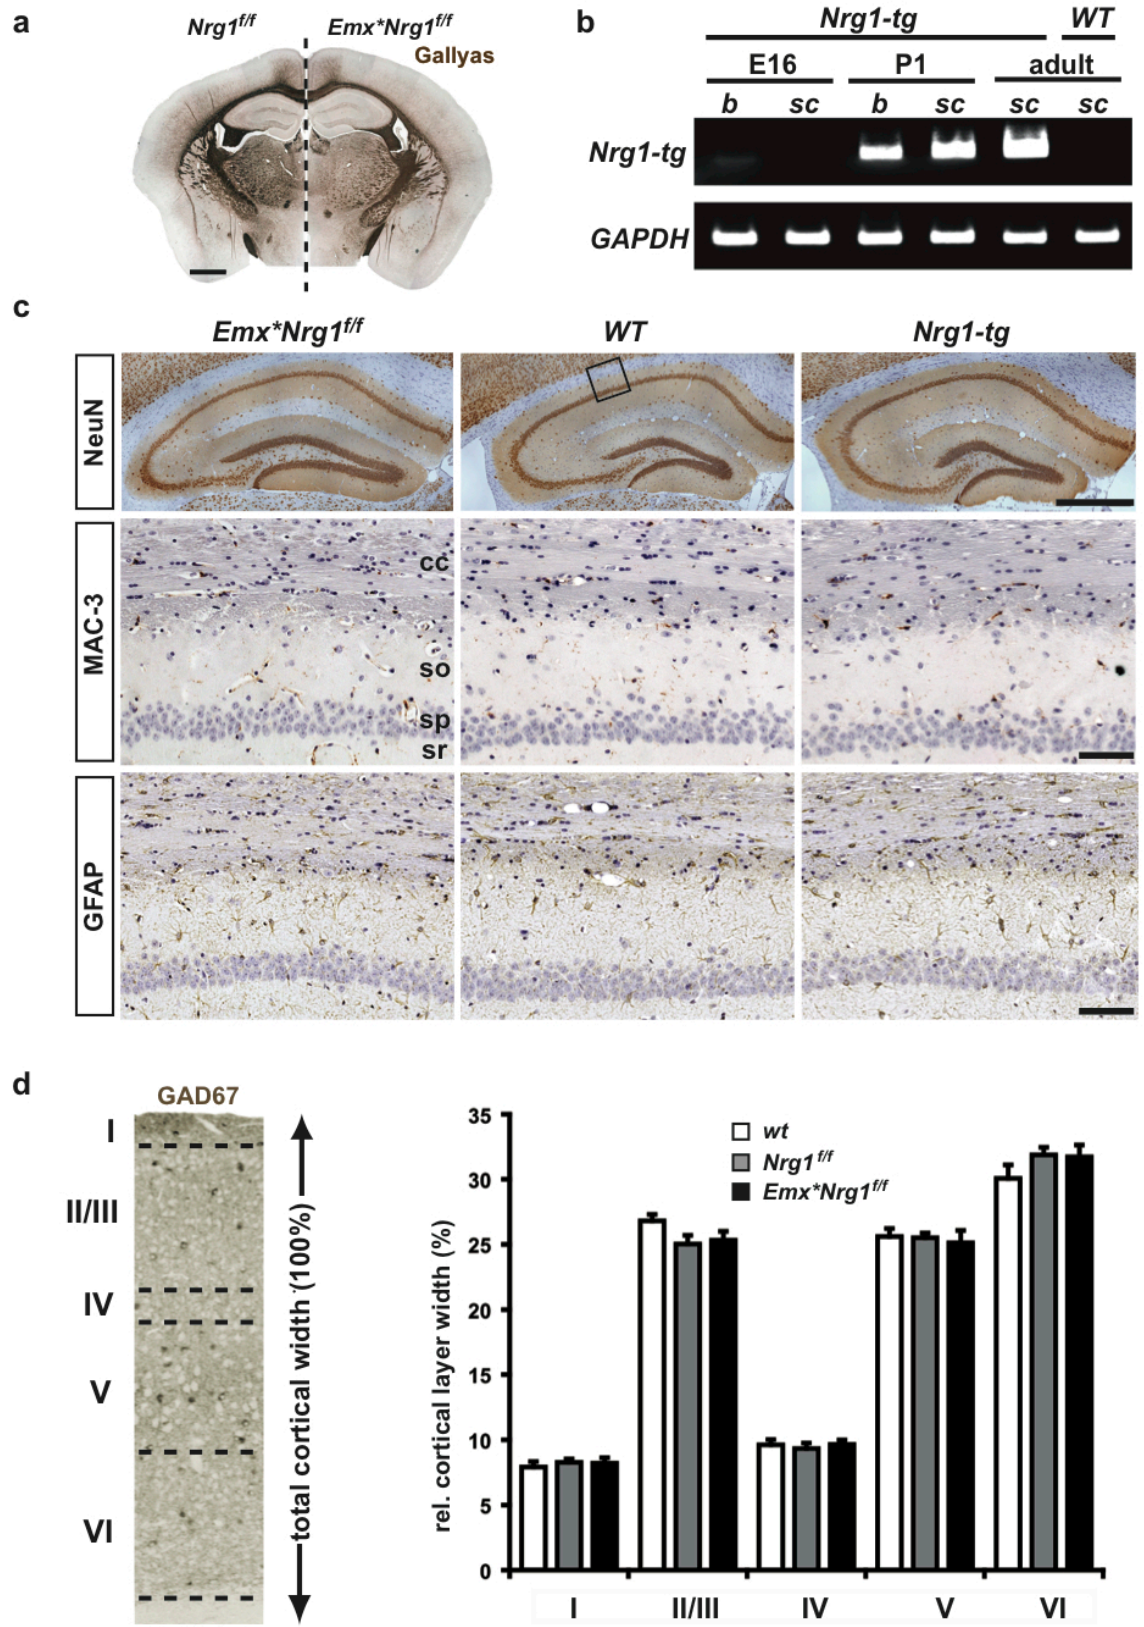 a
Nrg1f/f
Emx*Nrg1f/f
Gallyas
b
Nrg1-tg WT
E16 P1 adult
b sc b sc sc sc
Nrg1-tg
GAPDH
c
Emx*Nrg1f/f WT Nrg1-tg
NeuN
MAC-3
cc
so
sp
sr
GFAP
d
GAD67
I
II/III
IV
V
VI
total cortical width (100%)
rel. cortical layer width (%)
35
30
25
20
15
10
5
0
wt
Nrg1f/f
Emx*Nrg1f/f
I II/III IV V VI